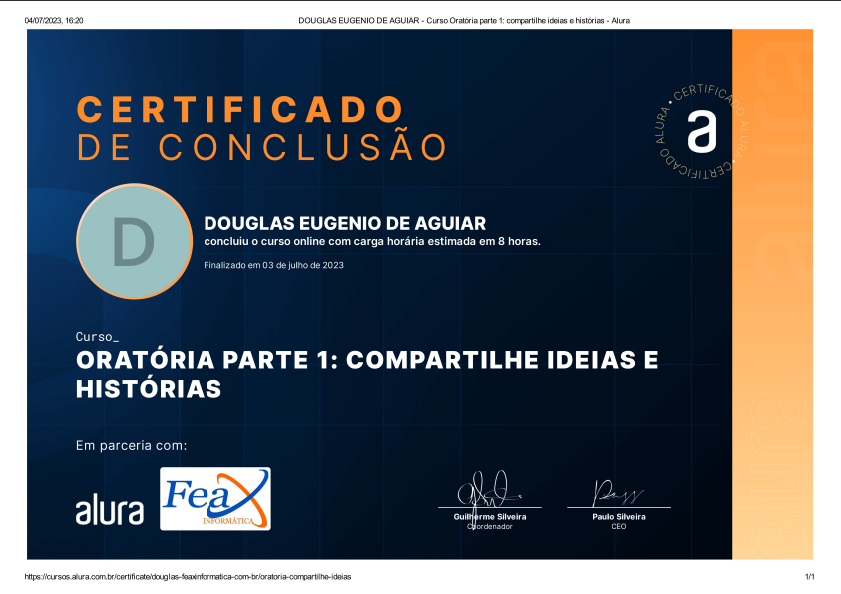 04/07/2023, 16:20
DOUGLAS EUGENIO DE AGUIAR - Curso Oratória parte 1: compartilhe ideias e histórias - Alura
CERTIFICADO
DE CONCLUSÃO
• CERTIFICADO ALURA • CERTIFICADO ALURA
a
D
DOUGLAS EUGENIO DE AGUIAR
concluiu o curso online com carga horária estimada em 8 horas.
Finalizado em 03 de julho de 2023
Curso_
ORATÓRIA PARTE 1: COMPARTILHE IDEIAS E
HISTÓRIAS
Em parceria com:
alura
FeaX
INFORMÁTICA
Guilherme Silveira
Coordenador
Paulo Silveira
CEO
alura
alura
https://cursos.alura.com.br/certificate/douglas-feaxinformatica-com-br/oratoria-compartilhe-ideias
1/1